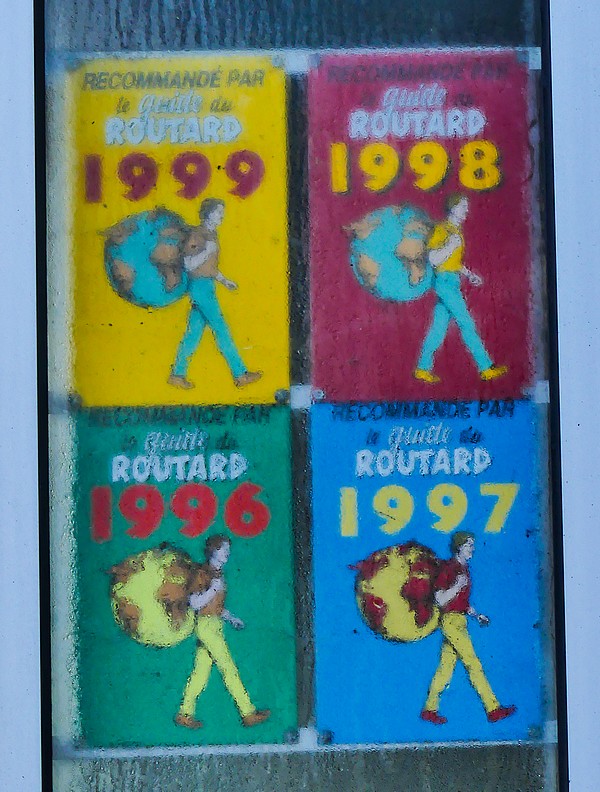 RECOMMANDÉ PAR
le guide du
ROUTARD
1999
RECOMMANDÉ PAR
le guide du
ROUTARD
1998
RECOMMANDÉ PAR
le guide du
ROUTARD
1996
RECOMMANDÉ PAR
le guide du
ROUTARD
1997